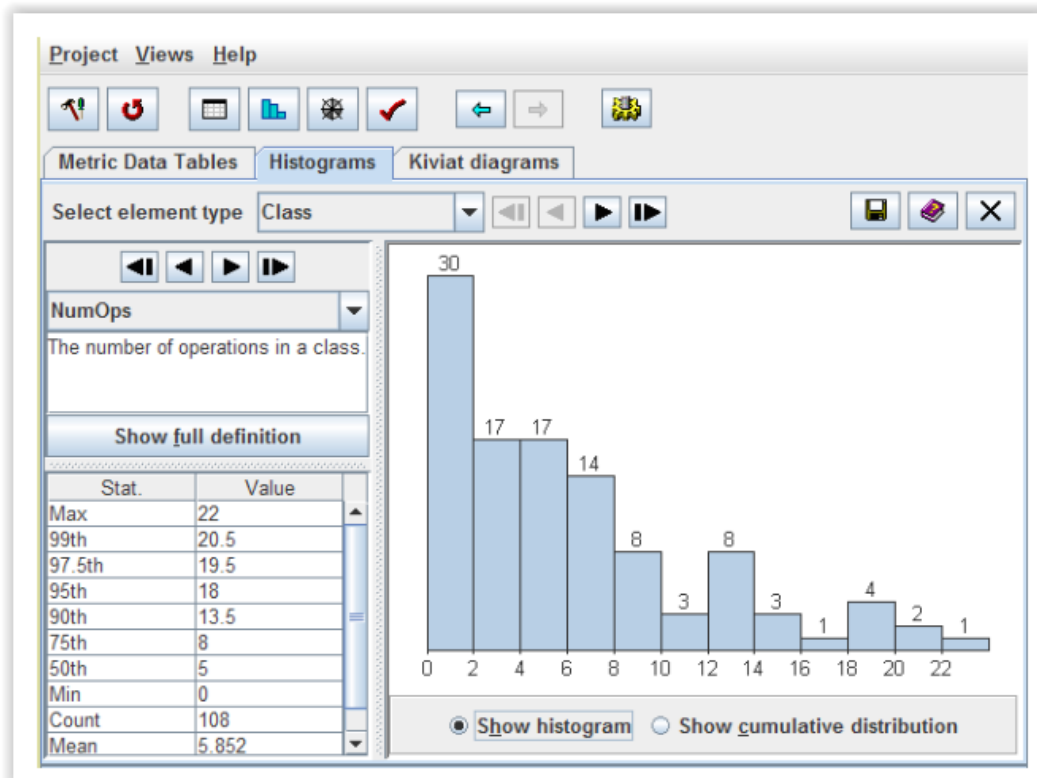 Project Views Help
Metric Data Tables Histograms Kiviat diagrams
Select element type Class
NumOps
The number of operations in a class.
Show full definition
Stat. Value
Max 22
99th 20.5
97.5th 19.5
95th 18
90th 13.5
75th 8
50th 5
Min 0
Count 108
Mean 5.852
30
17 17
14
8 8
3 3
1
4
2
1
0 2 4 6 8 10 12 14 16 18 20 22
Show histogram Show cumulative distribution